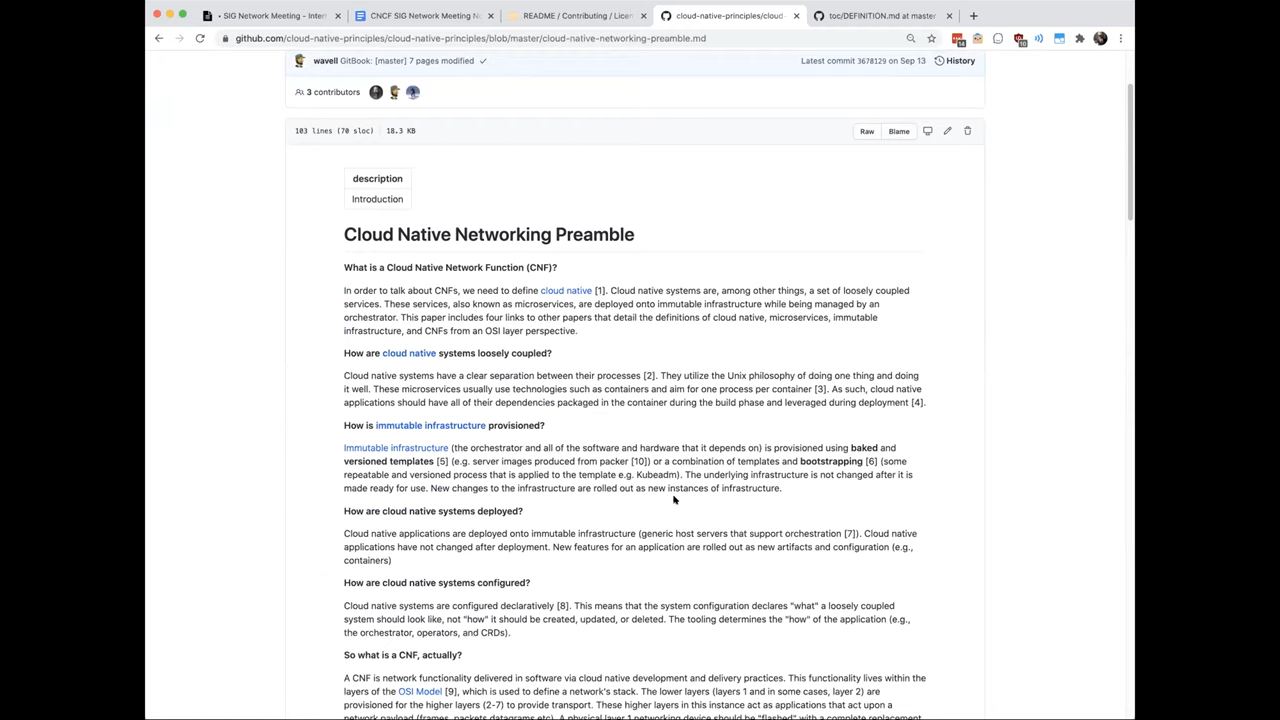 • SIG Network Meeting - Inter
CNCF SIG Network Meeting No
README / Contributing / Licen
cloud-native-principles/cloud-
toc/DEFINITION.md at master
github.com/cloud-native-principles/cloud-native-principles/blob/master/cloud-native-networking-preamble.md
wavell GitBook: [master] 7 pages modified
Latest commit 3678129 on Sep 13
History
3 contributors
103 lines (70 sloc)
18.3 KB
Raw
Blame
description
Introduction
Cloud Native Networking Preamble
What is a Cloud Native Network Function (CNF)?
In order to talk about CNFs, we need to define cloud native [1]. Cloud native systems are, among other things, a set of loosely coupled
services. These services, also known as microservices, are deployed onto immutable infrastructure while being managed by an
orchestrator. This paper includes four links to other papers that detail the definitions of cloud native, microservices, immutable
infrastructure, and CNFs from an OSI layer perspective.
How are cloud native systems loosely coupled?
Cloud native systems have a clear separation between their processes [2]. They utilize the Unix philosophy of doing one thing and doing
it well. These microservices usually use technologies such as containers and aim for one process per container [3]. As such, cloud native
applications should have all of their dependencies packaged in the container during the build phase and leveraged during deployment [4].
How is immutable infrastructure provisioned?
Immutable infrastructure (the orchestrator and all of the software and hardware that it depends on) is provisioned using baked and
versioned templates [5] (e.g. server images produced from packer [10]) or a combination of templates and bootstrapping [6] (some
repeatable and versioned process that is applied to the template e.g. Kubeadm). The underlying infrastructure is not changed after it is
made ready for use. New changes to the infrastructure are rolled out as new instances of infrastructure.
How are cloud native systems deployed?
Cloud native applications are deployed onto immutable infrastructure (generic host servers that support orchestration [7]). Cloud native
applications have not changed after deployment. New features for an application are rolled out as new artifacts and configuration (e.g.,
containers)
How are cloud native systems configured?
Cloud native systems are configured declaratively [8]. This means that the system configuration declares "what" a loosely coupled
system should look like, not "how" it should be created, updated, or deleted. The tooling determines the "how" of the application (e.g.,
the orchestrator, operators, and CRDs).
So what is a CNF, actually?
A CNF is network functionality delivered in software via cloud native development and delivery practices. This functionality lives within the
layers of the OSI Model [9], which is used to define a network's stack. The lower layers (layers 1 and in some cases, layer 2) are
provisioned for the higher layers (2-7) to provide transport. These higher layers in this instance act as applications that act upon a
network payload (frames, packets datagrams etc). A physical layer 1 networking device should be "flashed" with a complete replacement